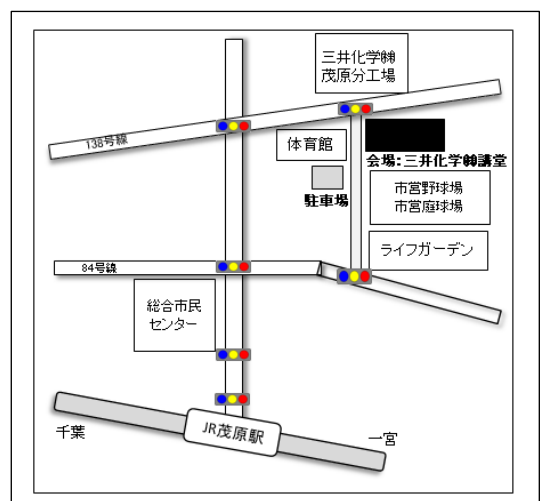 三井化学㈱
茂原分工場
138号線
体育館
会場：三井化学㈱講堂
駐車場
市営野球場
市営庭球場
ライフガーデン
84号線
総合市民
センター
JR茂原駅
千葉
一宮